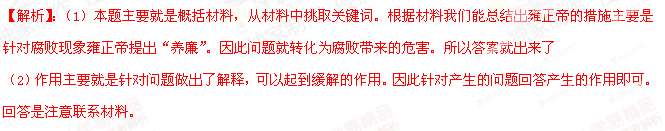 【解析】：（1）本题主要就是概括材料，从材料中挑取关键词。根据材料我们能总结出雍正帝的措施主要是
针对腐败现象雍正帝提出“养廉”。因此问题就转化为腐败带来的危害。所以答案就出来了
（2）作用主要就是针对问题做出了解释，可以起到缓解的作用。因此针对产生的问题回答产生的作用即可。
回答是注意联系材料。